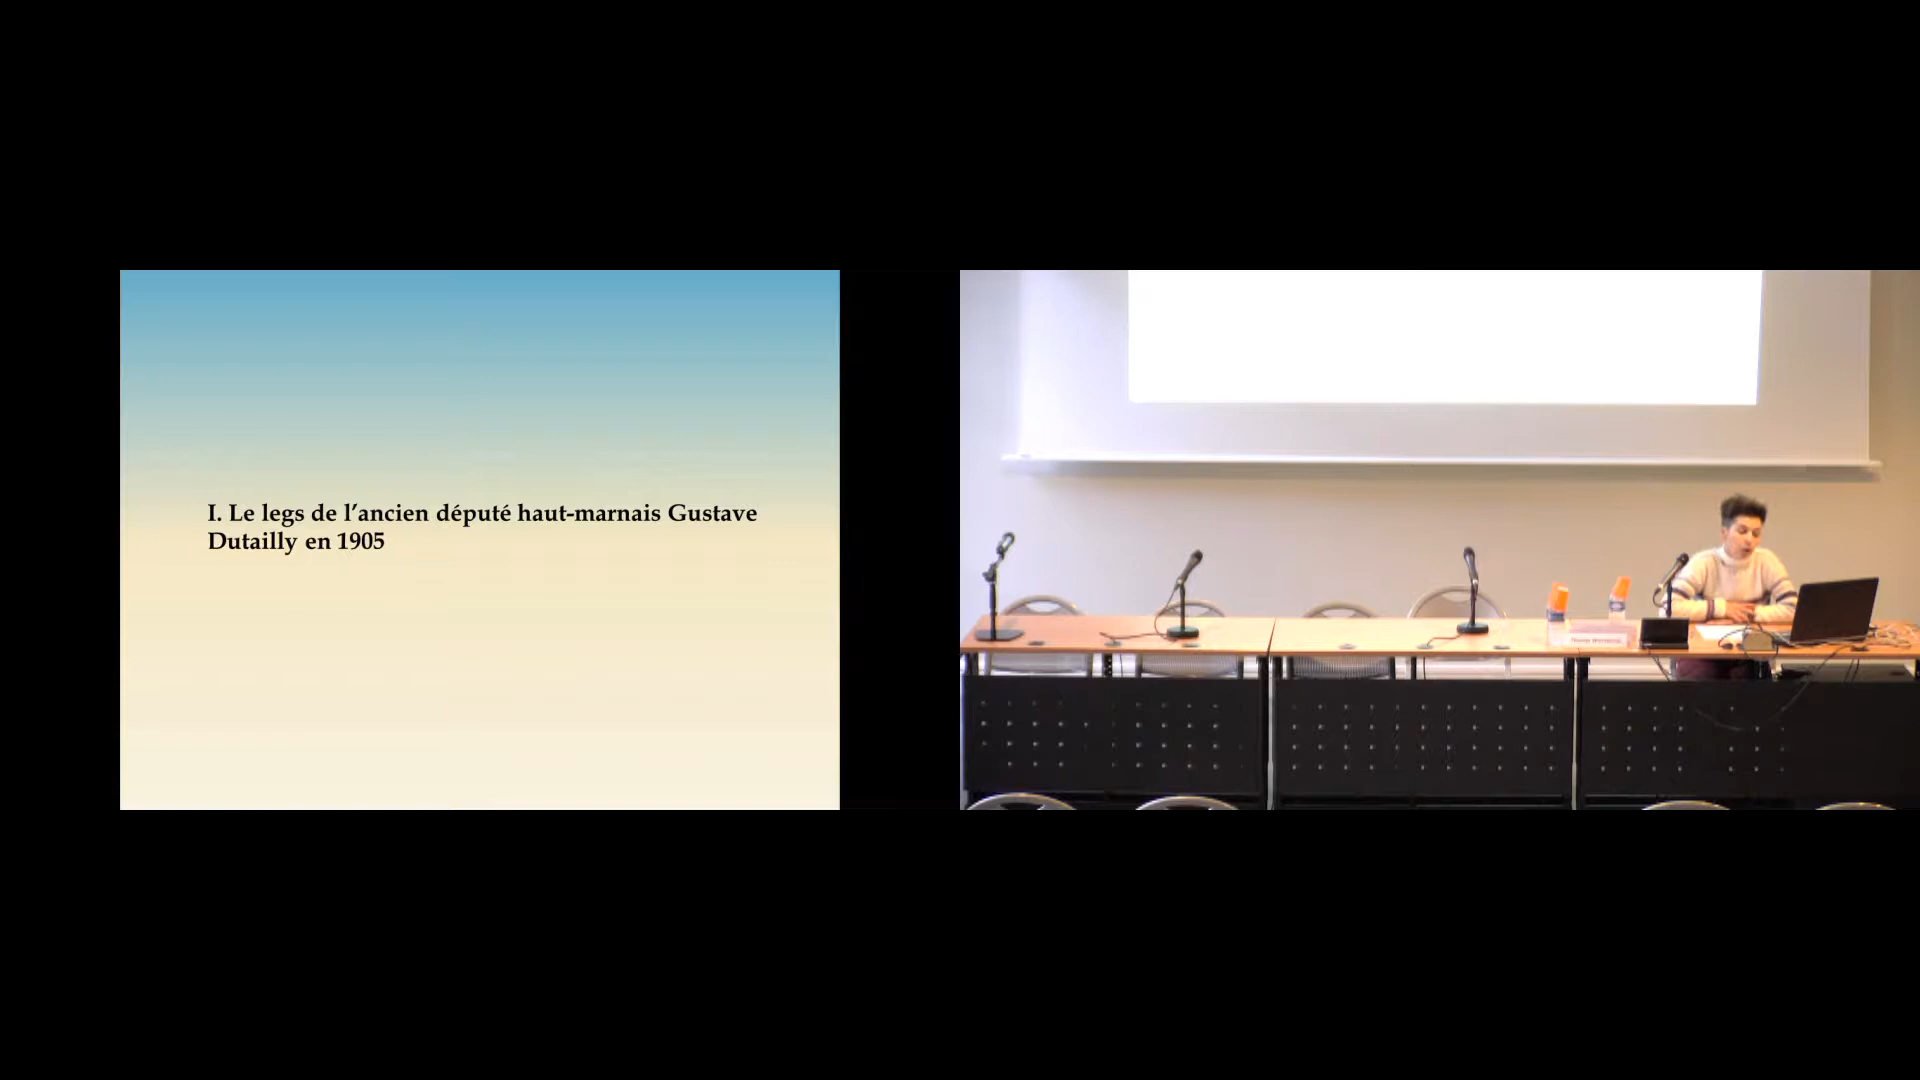 I. Le legs de l’ancien député haut-marnais Gustave
Dutailly en 1905